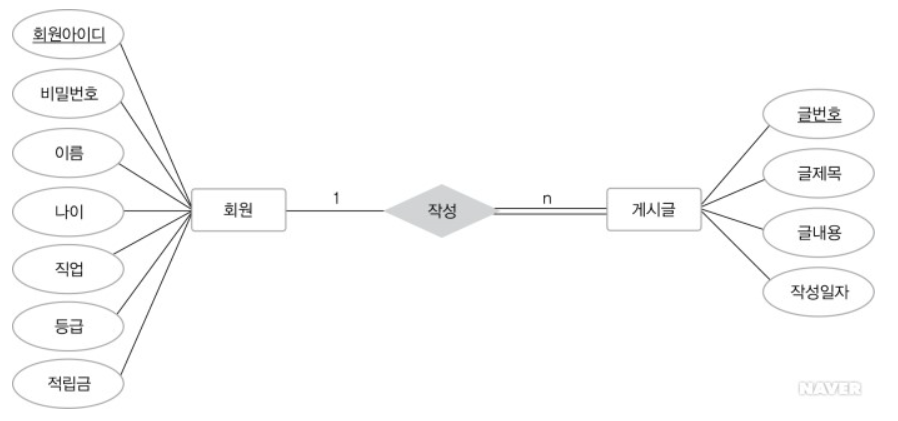 회원아이디
비밀번호
이름
나이
직업
등급
적립금
회원
1
작성
n
게시글
글번호
글제목
글내용
작성일자
NAVER